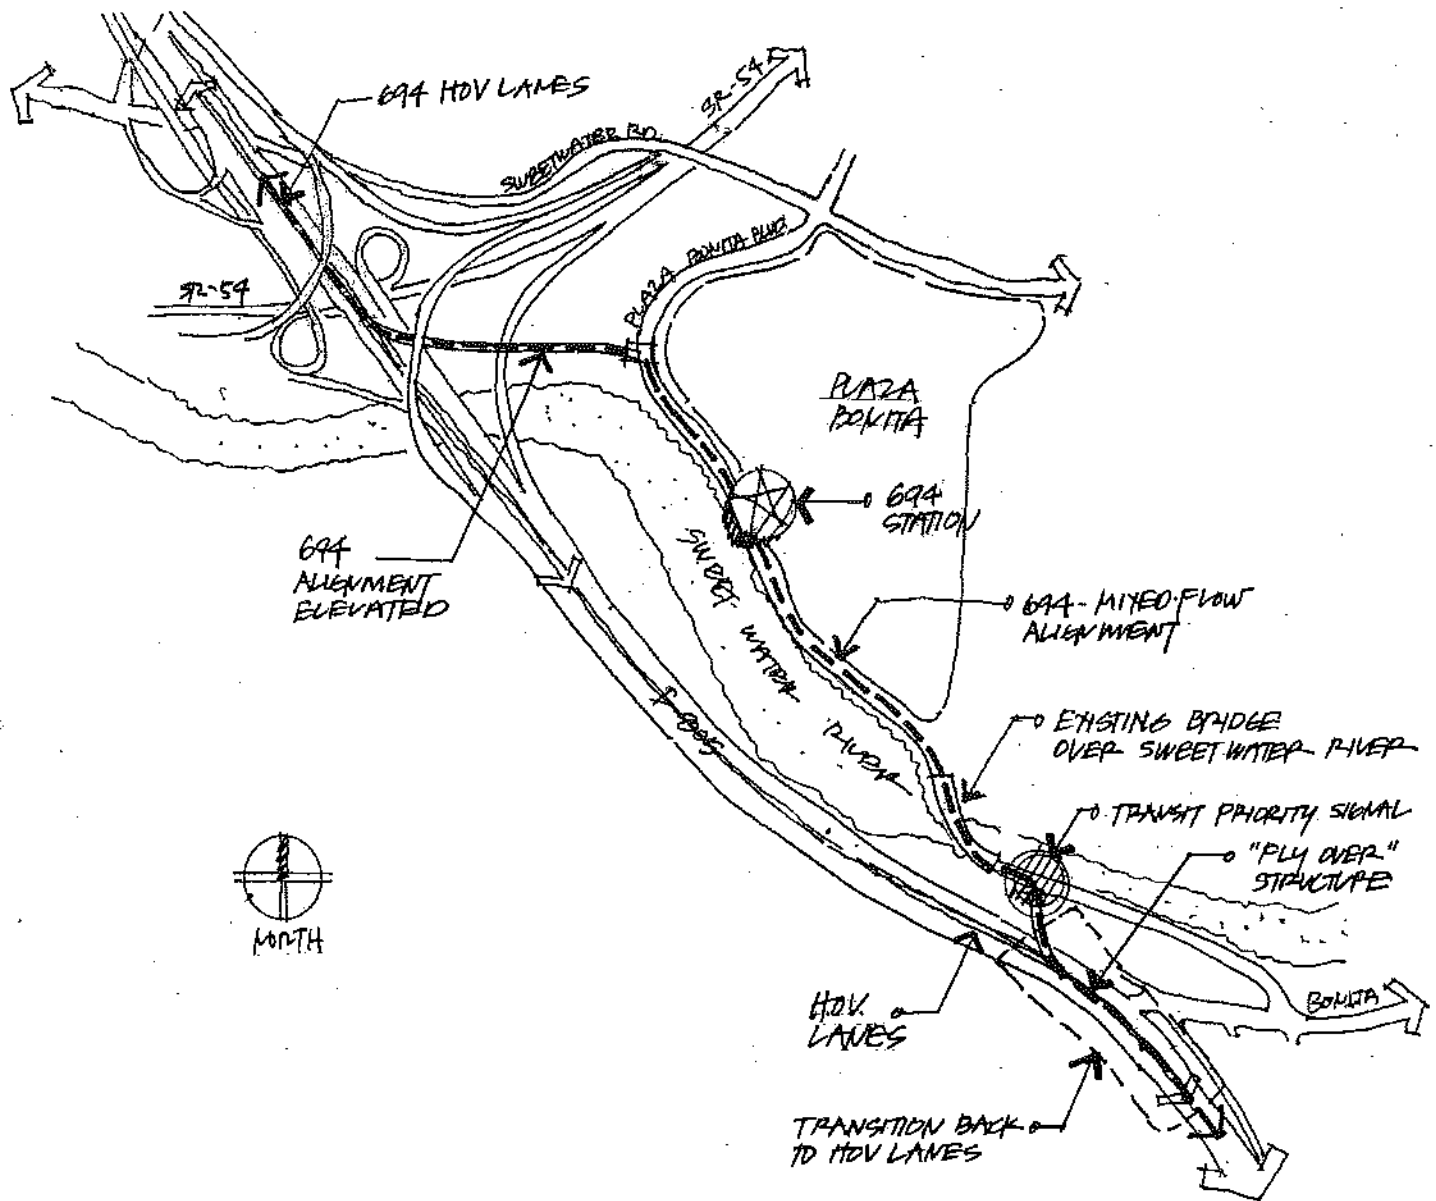 694 HOV LANES
SR-54
SWEETWATER RD.
PLAZA BONITA BLVD.
SR-54
PLAZA
BONITA
694
STATION
694
ALIGNMENT
ELEVATED
SWEET
WATER
RIVER
694-MIXED FLOW
ALIGNMENT
I-805
EXISTING BRIDGE
OVER SWEETWATER RIVER
TRANSIT PRIORITY SIGNAL
"FLY OVER"
STRUCTURE
NORTH
H.O.V.
LANES
BONITA
TRANSITION BACK
TO HOV LANES